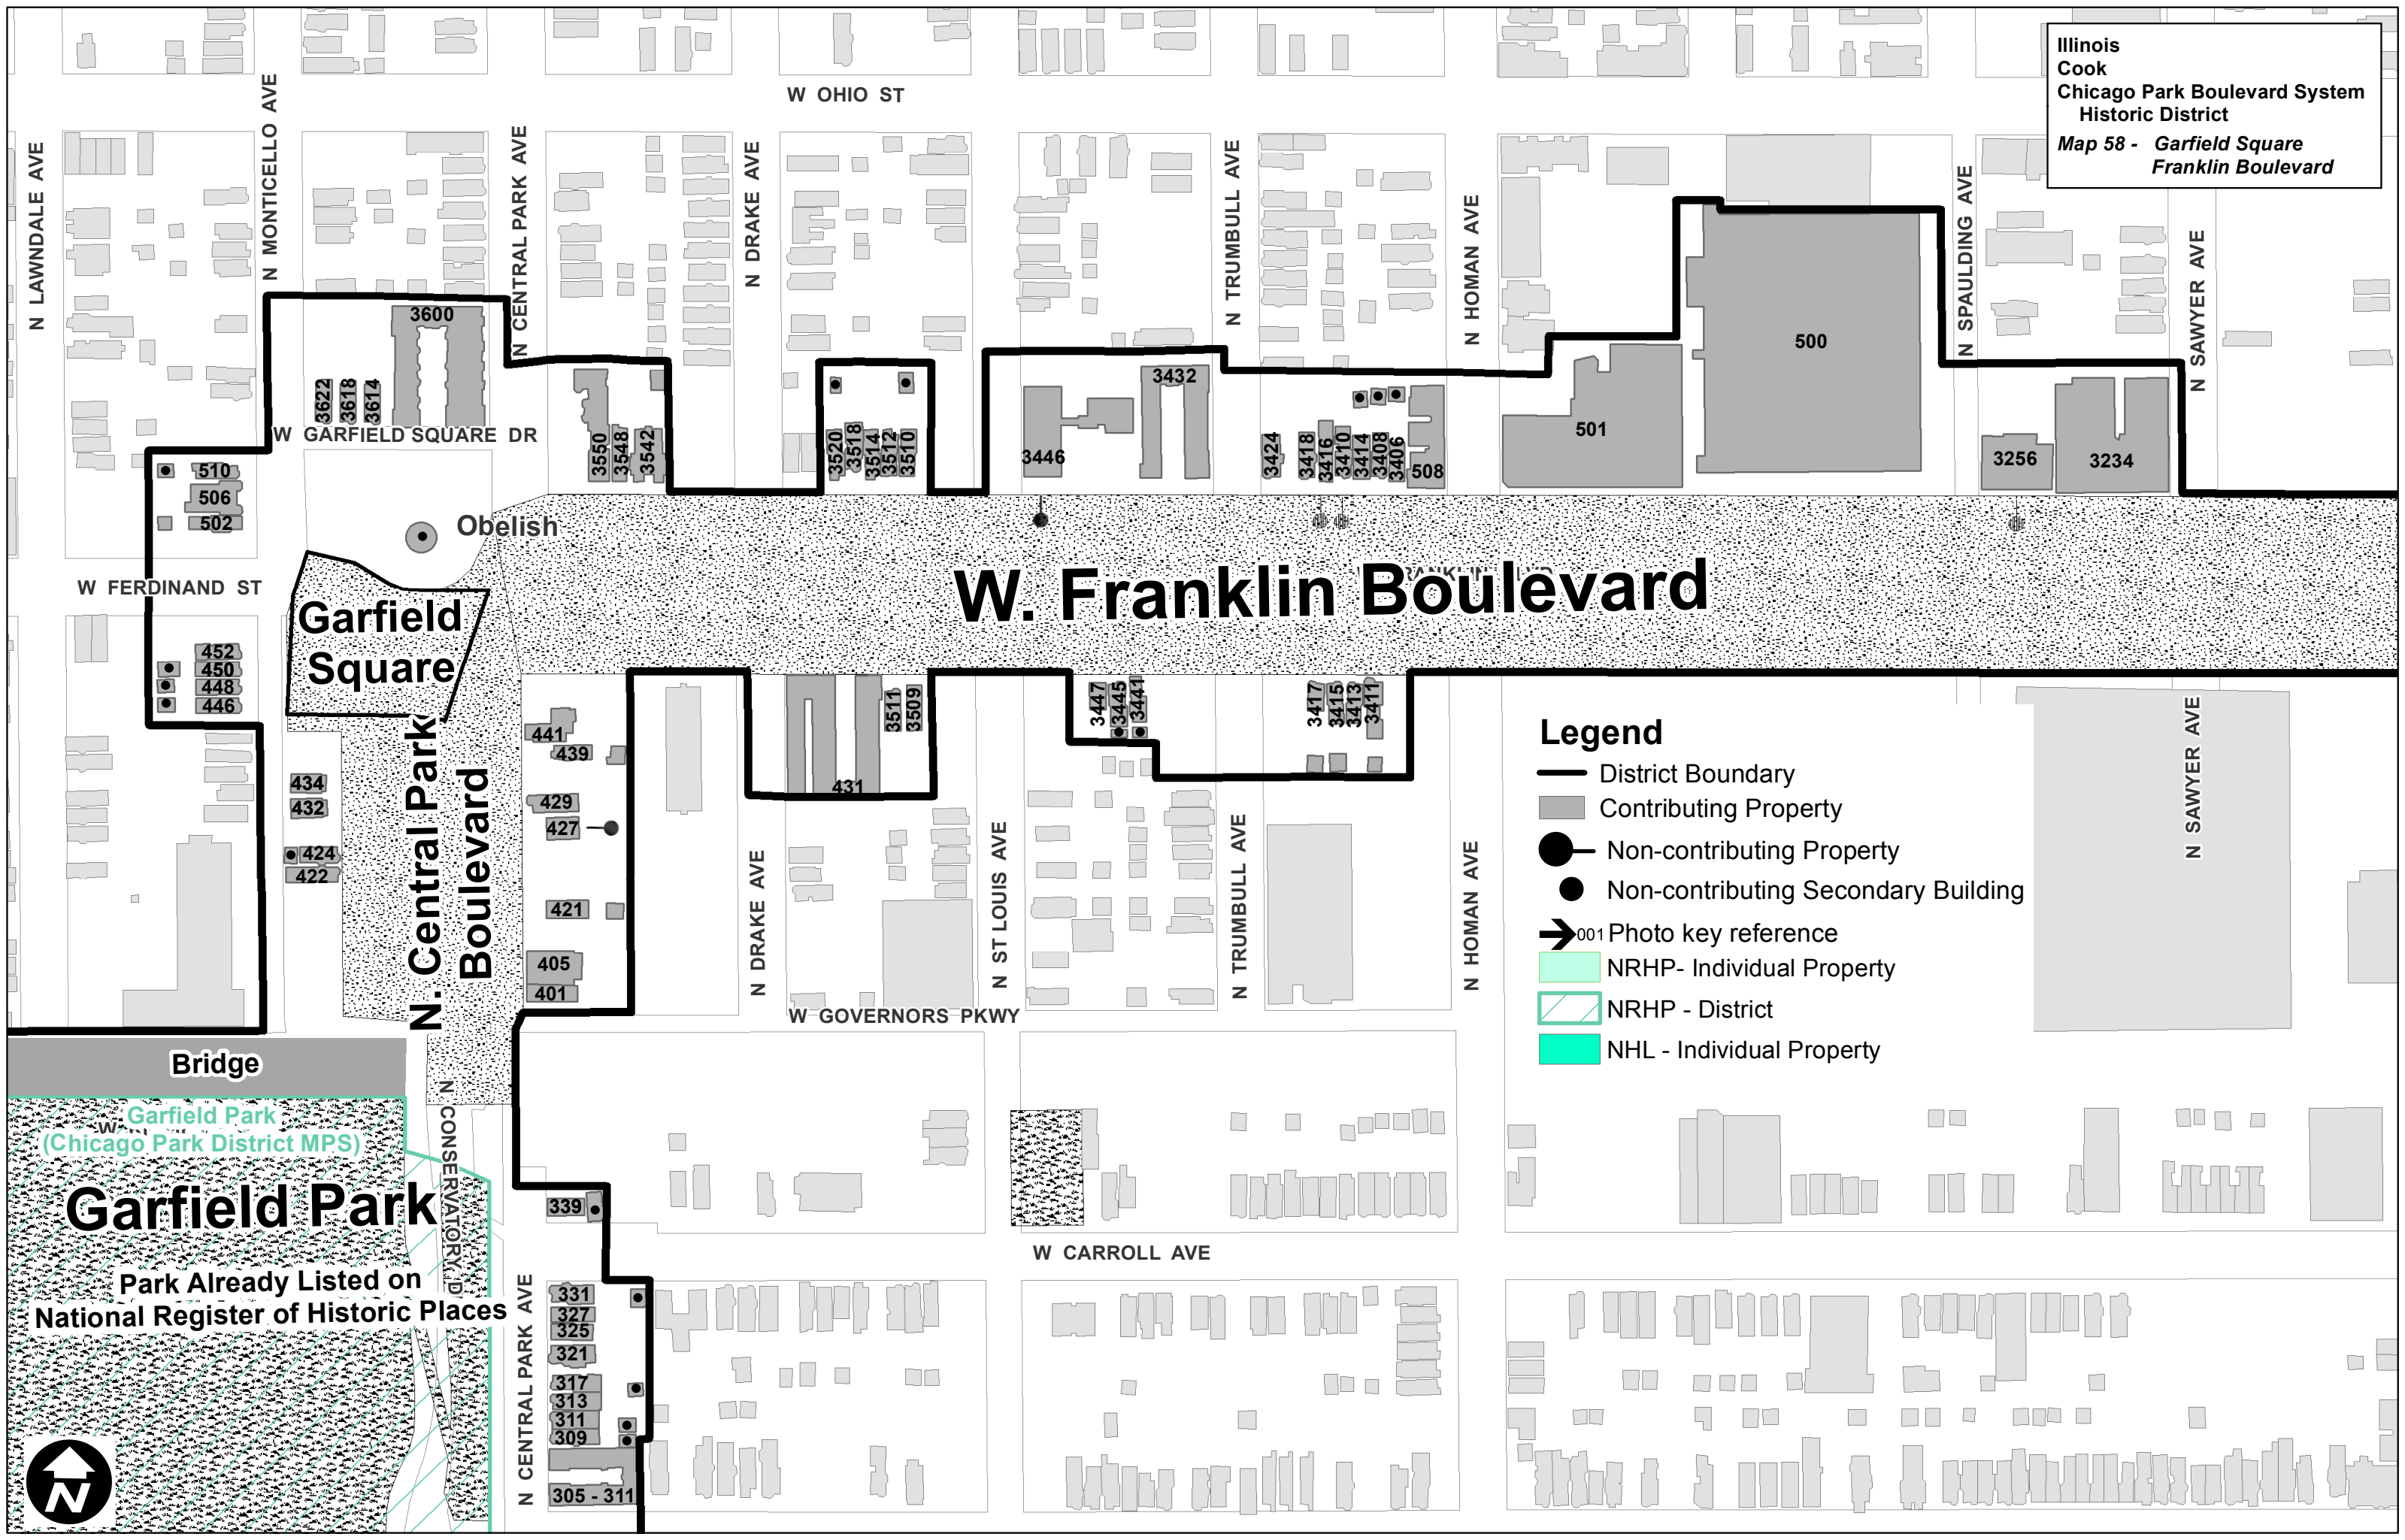 Illinois
Cook
Chicago Park Boulevard System
Historic District
Map 58 - Garfield Square
Franklin Boulevard
W OHIO ST
N LAWNDALE AVE
N MONTICELLO AVE
N CENTRAL PARK AVE
N DRAKE AVE
N TRUMBULL AVE
N HOMAN AVE
N SPAULDING AVE
N SAWYER AVE
3600
3622
3618
3614
W GARFIELD SQUARE DR
3550
3548
3542
3520
3518
3514
3512
3510
3446
3432
3424
3418
3416
3410
3414
3408
3406
508
501
500
3256
3234
510
506
502
Obelish
W FERDINAND ST
Garfield
Square
W. Franklin Boulevard
452
450
448
446
N. Central Park
Boulevard
441
439
434
432
429
427
424
422
421
405
401
431
3511
3509
3447
3445
3441
3417
3415
3413
3411
N DRAKE AVE
N ST LOUIS AVE
N TRUMBULL AVE
N HOMAN AVE
N SAWYER AVE
W GOVERNORS PKWY
Legend
District Boundary
Contributing Property
Non-contributing Property
Non-contributing Secondary Building
001 Photo key reference
NRHP- Individual Property
NRHP - District
NHL - Individual Property
Bridge
Garfield Park
(Chicago Park District MPS)
Garfield Park
N CONSERVATORY D
Park Already Listed on
National Register of Historic Places
339
W CARROLL AVE
N CENTRAL PARK AVE
331
327
325
321
317
313
311
309
305 - 311
N